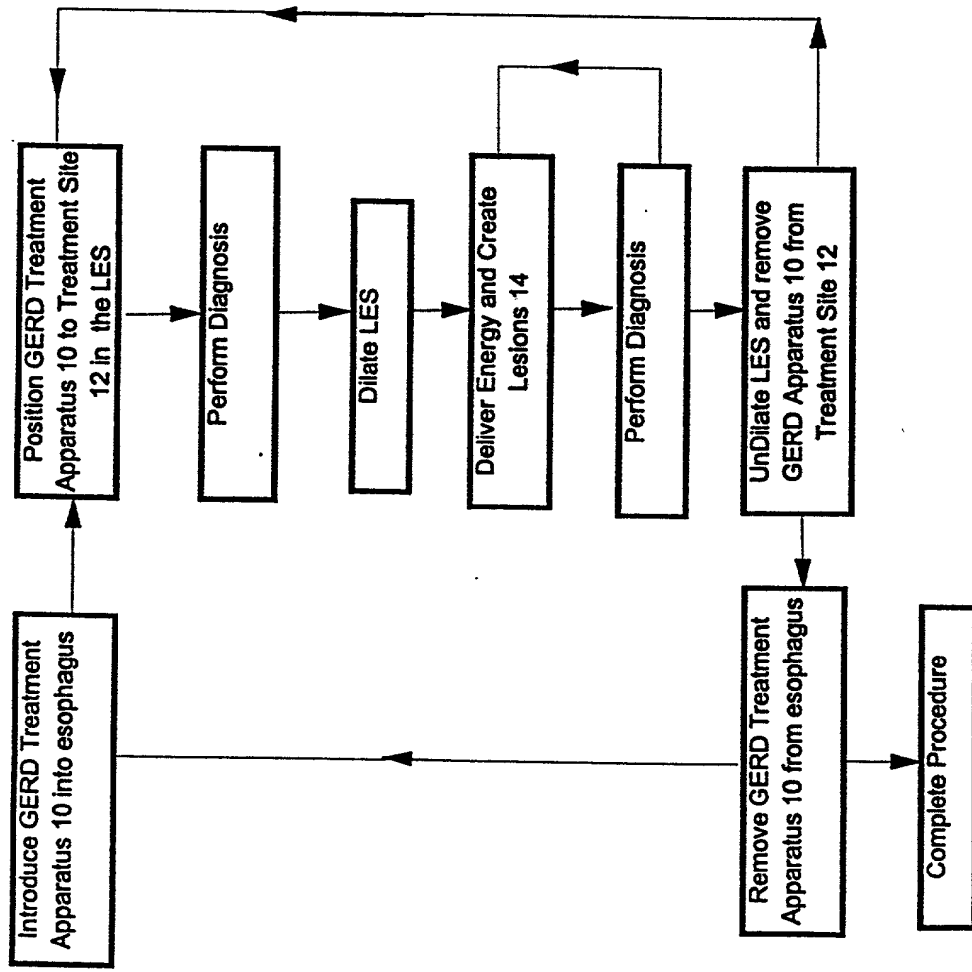 Introduce GERD Treatment
Apparatus 10 into esophagus
Position GERD Treatment
Apparatus 10 to Treatment Site
12 in the LES
Perform Diagnosis
Dilate LES
Deliver Energy and Create
Lesions 14
Perform Diagnosis
UnDilate LES and remove
GERD Apparatus 10 from
Treatment Site 12
Remove GERD Treatment
Apparatus 10 from esophagus
Complete Procedure